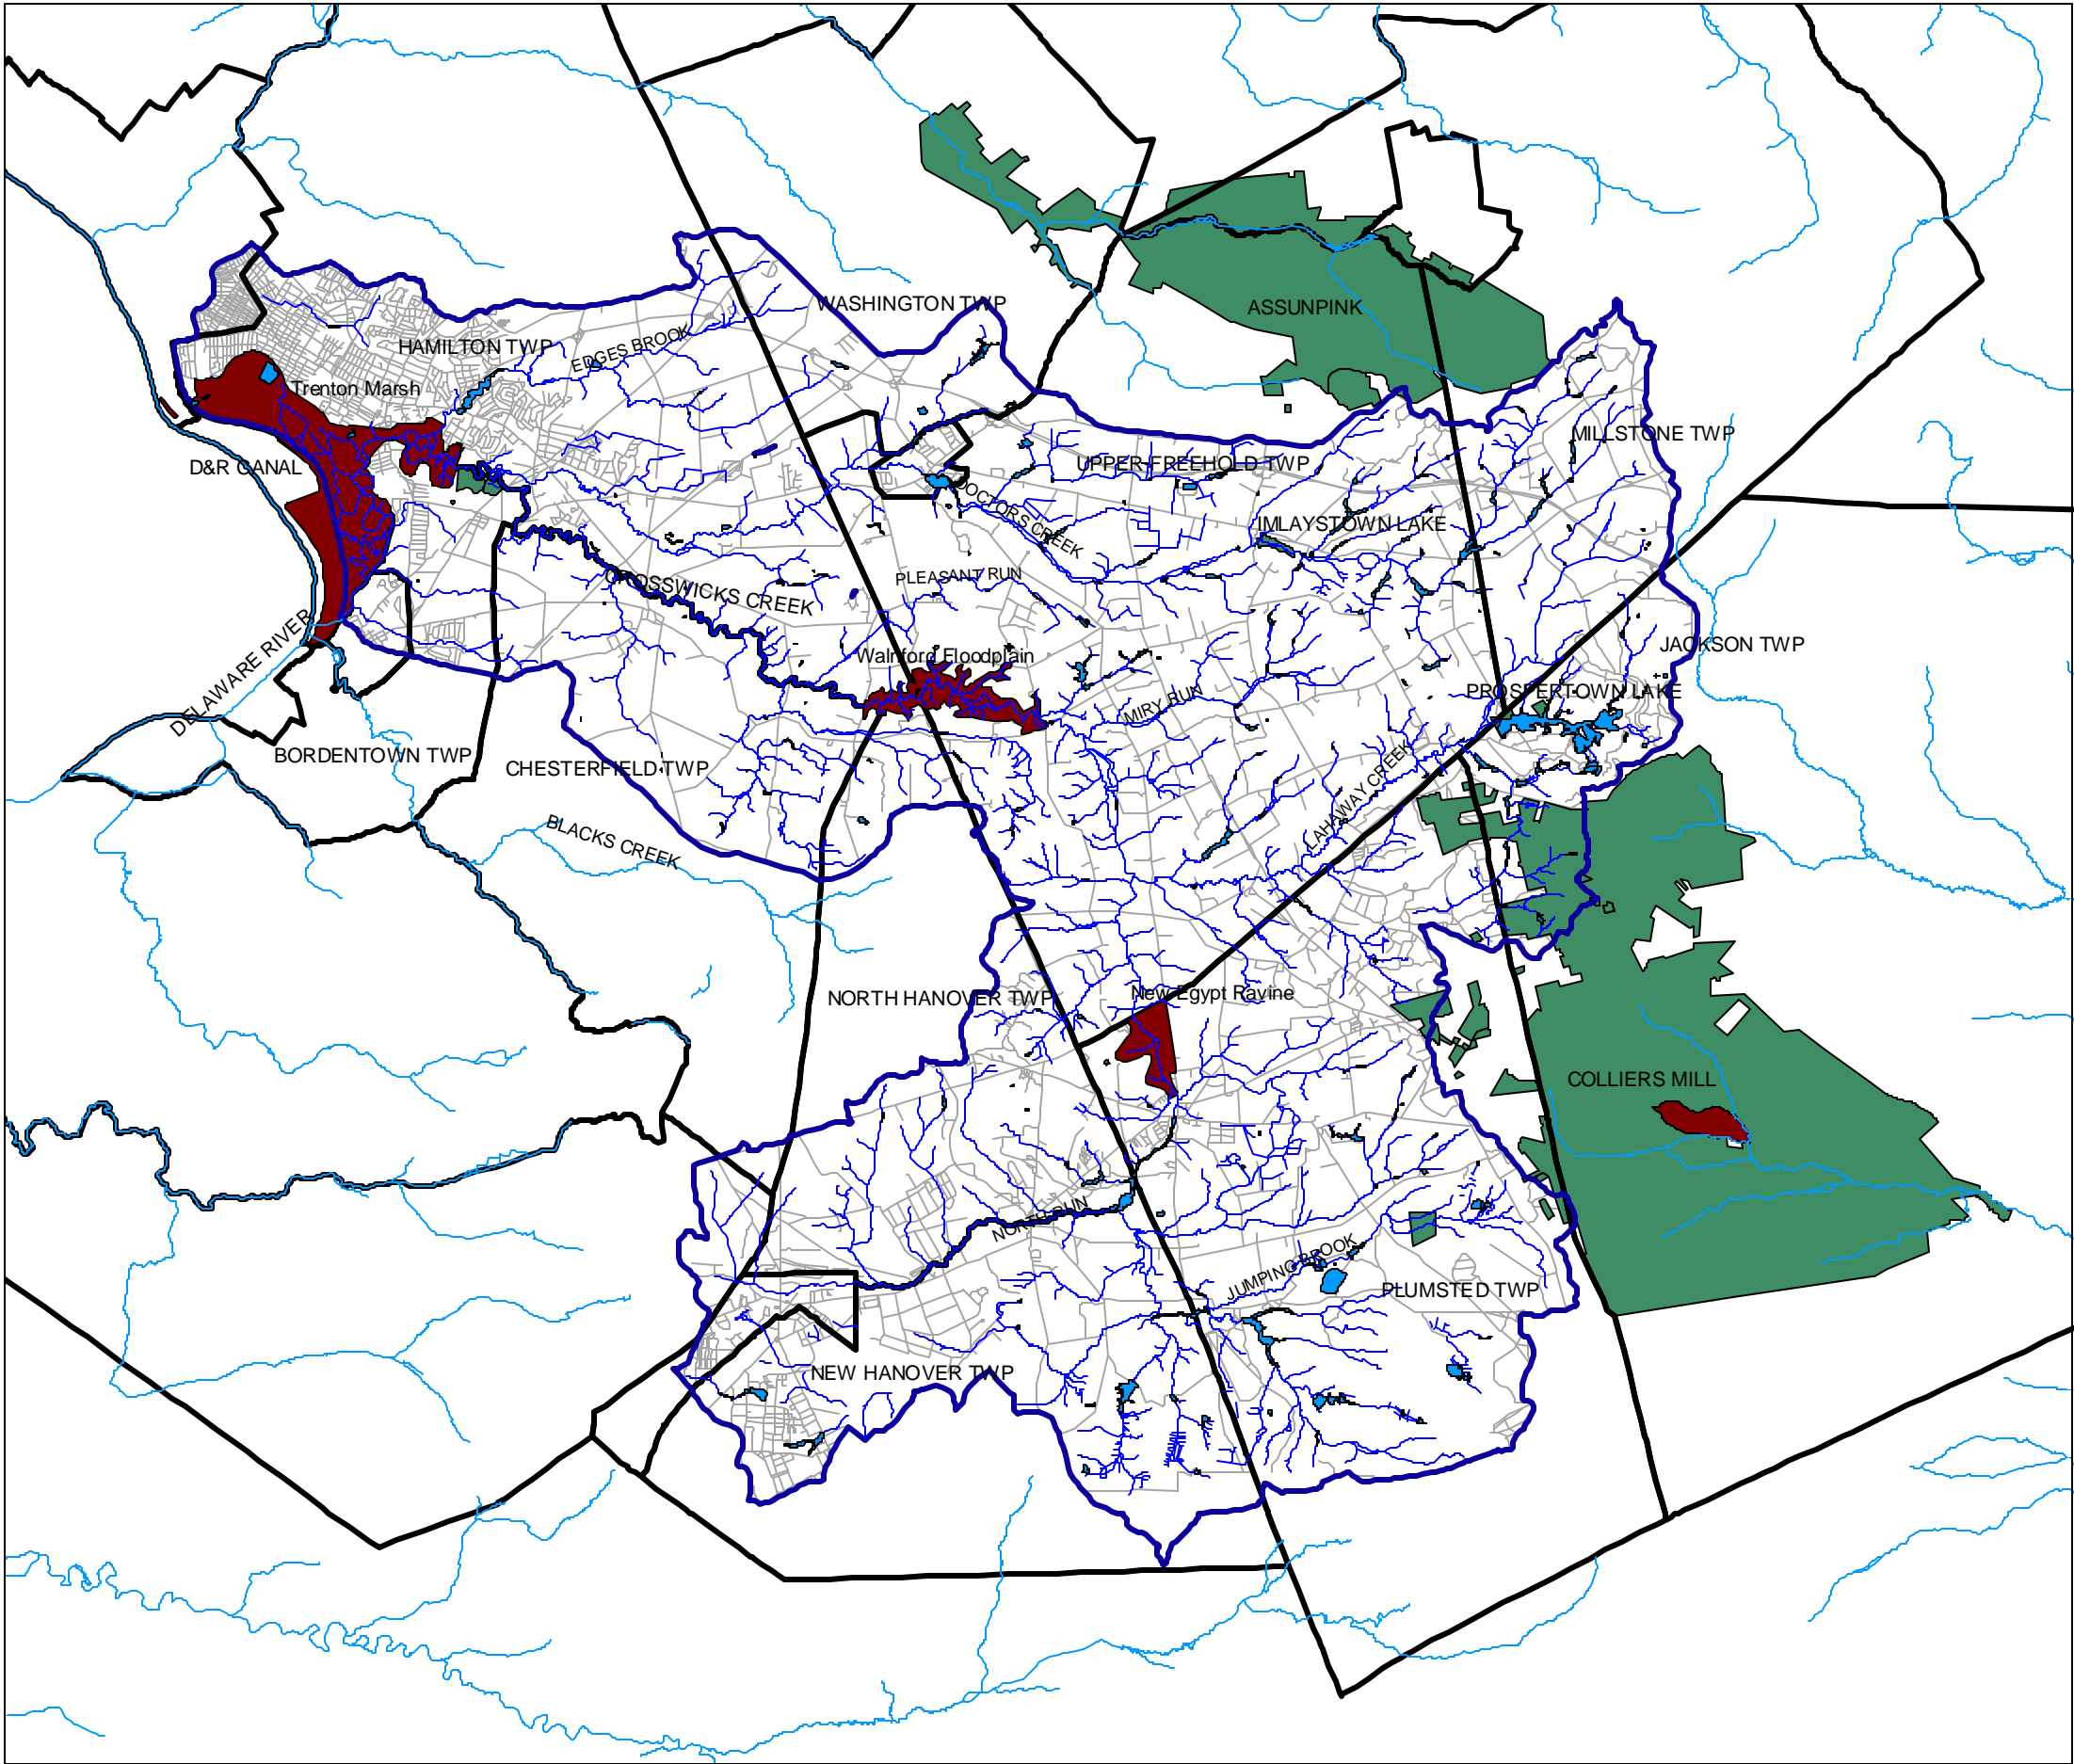 WASHINGTON TWP
ASSUNPINK
HAMILTON TWP
EDGES BROOK
Trenton Marsh
MILLSTONE TWP
D&R CANAL
UPPER FREEHOLD TWP
DOCTORS CREEK
IMLAYSTOWN LAKE
PLEASANT RUN
CROSSWICKS CREEK
DELAWARE RIVER
Walnford Floodplain
JACKSON TWP
PROSPERTOWN LAKE
MIRY RUN
BORDENTOWN TWP
CHESTERFIELD TWP
LAHAWAY CREEK
BLACKS CREEK
NORTH HANOVER TWP
New Egypt Ravine
COLLIERS MILL
NORTH RUN
JUMPING BROOK
PLUMSTED TWP
NEW HANOVER TWP